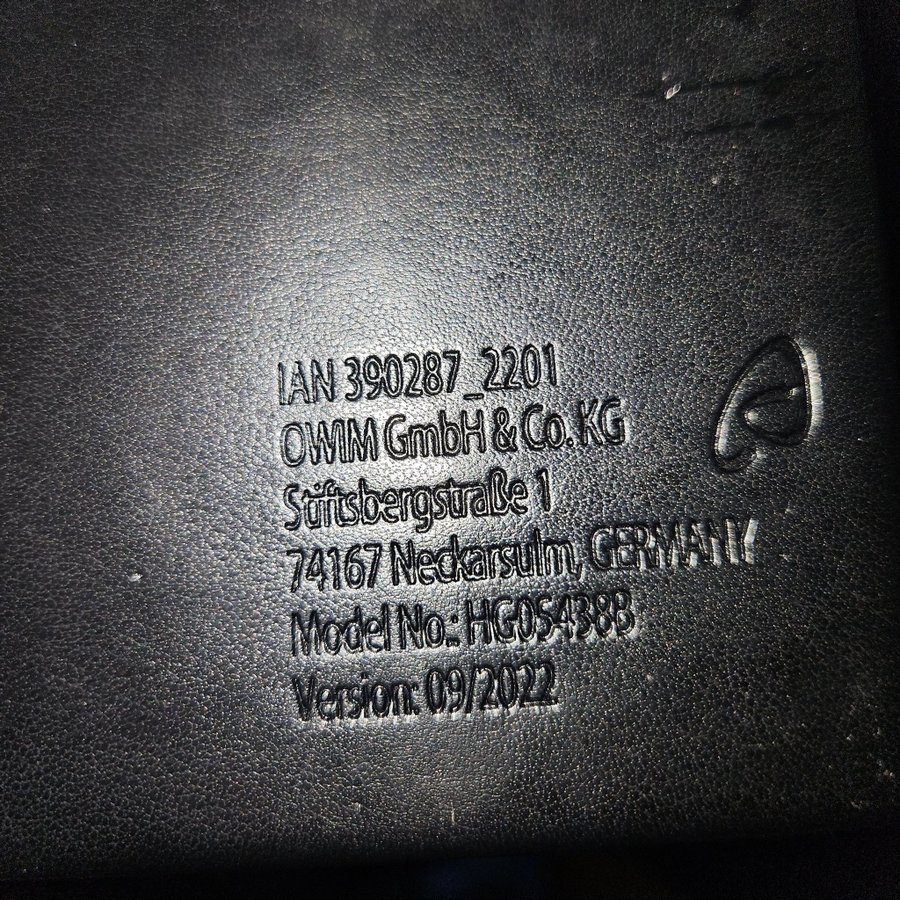 IAN 390287_2201
OWIM GmbH & Co. KG
Stiftsbergstraße 1
74167 Neckarsulm, GERMANY
Model No.: HG05438B
Version: 09/2022